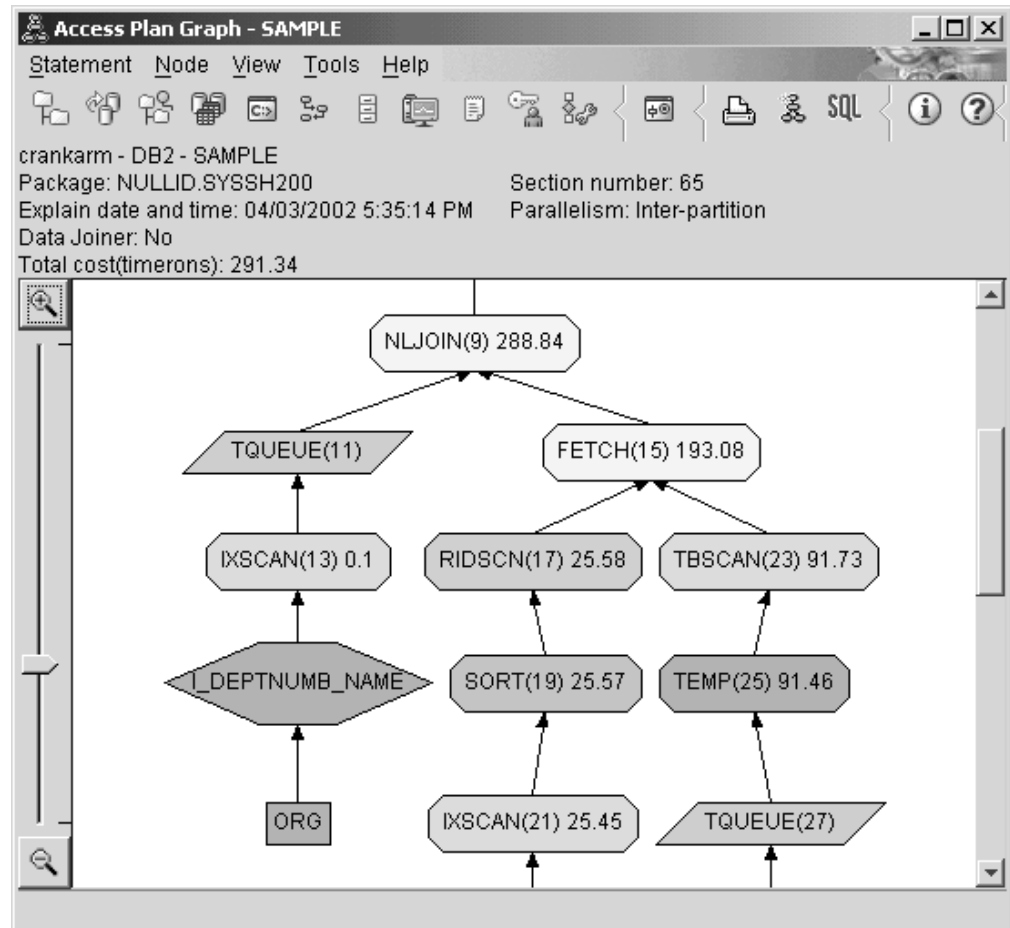 Access Plan Graph - SAMPLE
Statement Node View Tools Help
SQL
crankarm - DB2 - SAMPLE
Package: NULLID.SYSSH200 Section number: 65
Explain date and time: 04/03/2002 5:35:14 PM Parallelism: Inter-partition
Data Joiner: No
Total cost(timerons): 291.34
NLJOIN(9) 288.84
TQUEUE(11) FETCH(15) 193.08
IXSCAN(13) 0.1 RIDSCN(17) 25.58 TBSCAN(23) 91.73
I_DEPTNUMB_NAME SORT(19) 25.57 TEMP(25) 91.46
ORG IXSCAN(21) 25.45 TQUEUE(27)